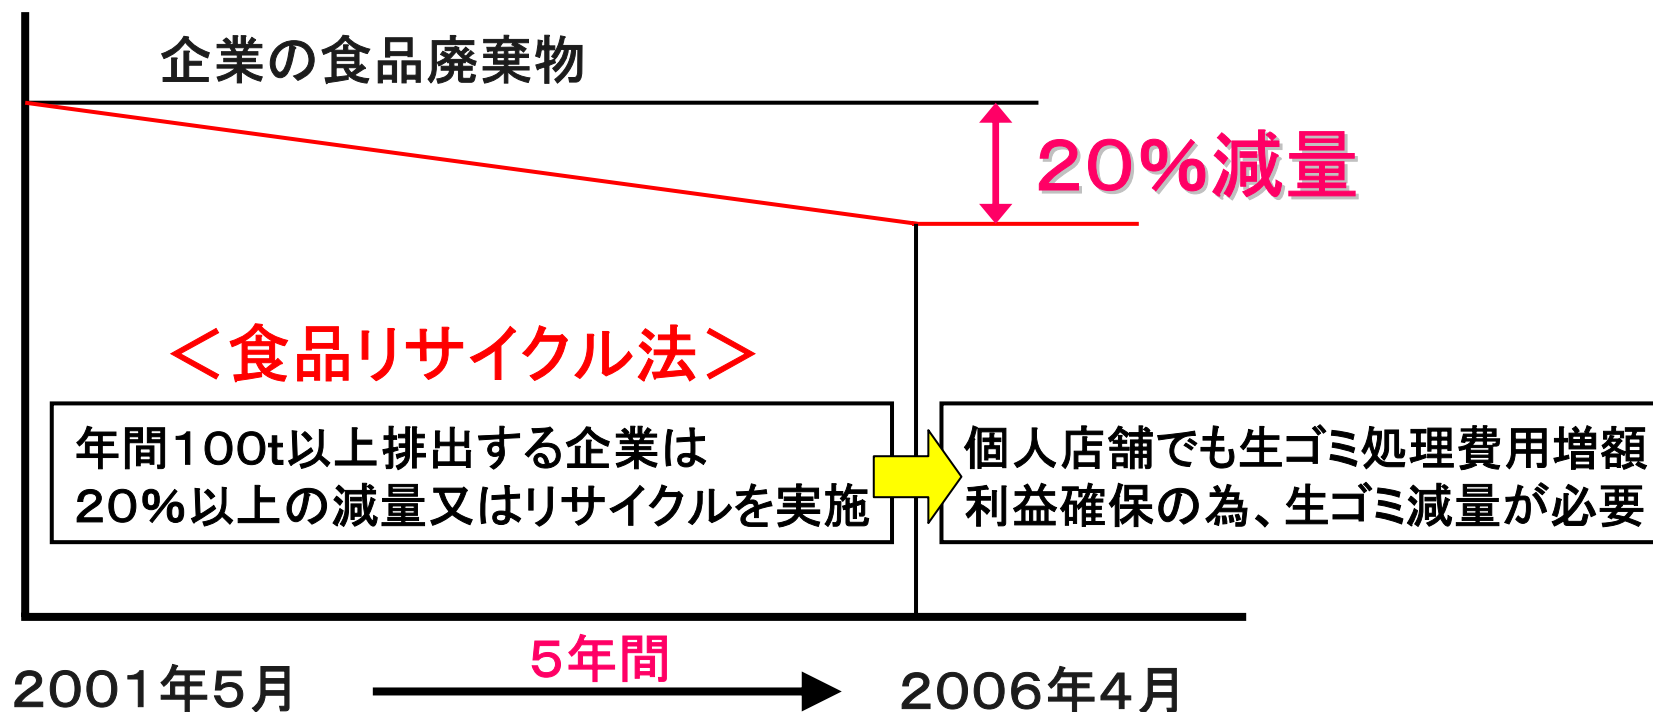 企業の食品廃棄物
20%減量
＜食品リサイクル法＞
年間100t以上排出する企業は
20%以上の減量又はリサイクルを実施
個人店舗でも生ゴミ処理費用増額
利益確保の為、生ゴミ減量が必要
5年間
2001年5月
2006年4月